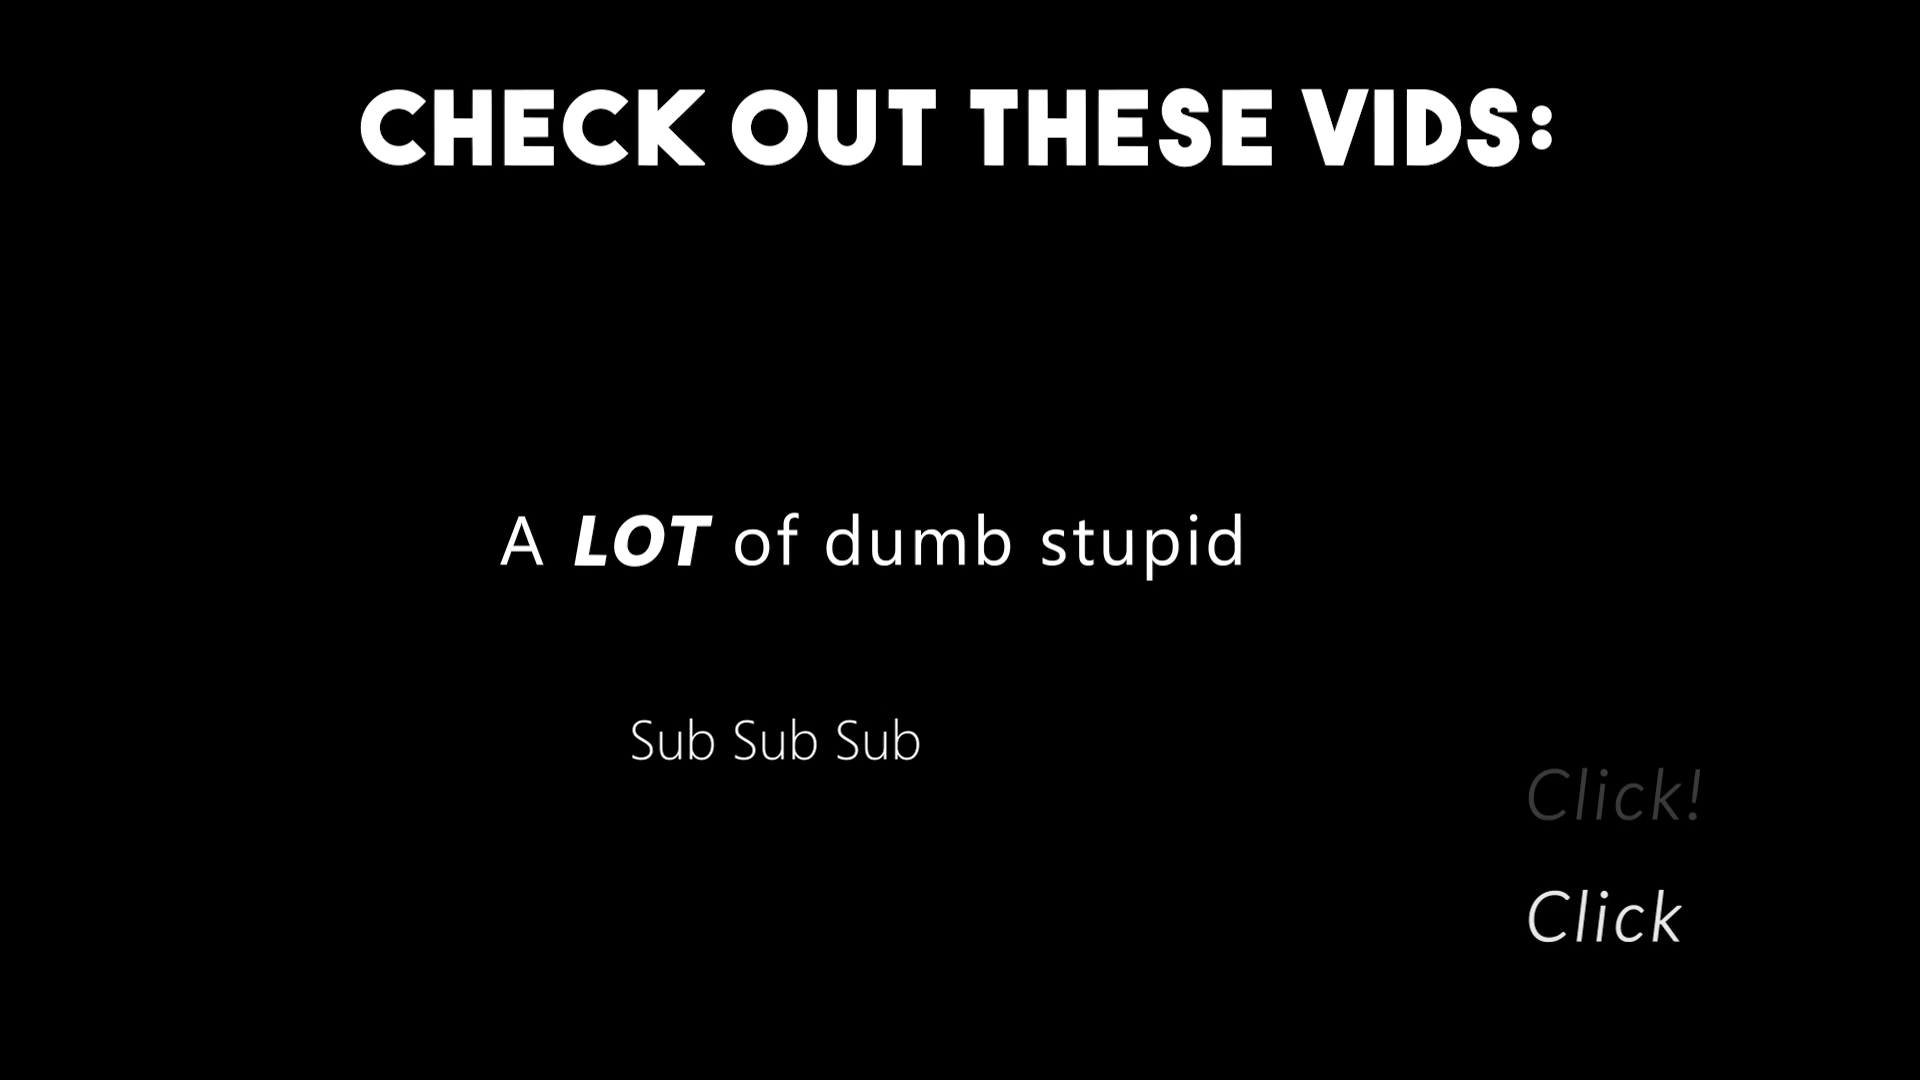 CHECK OUT THESE VIDS:
A LOT of dumb stupid
Sub Sub Sub
Click!
Click